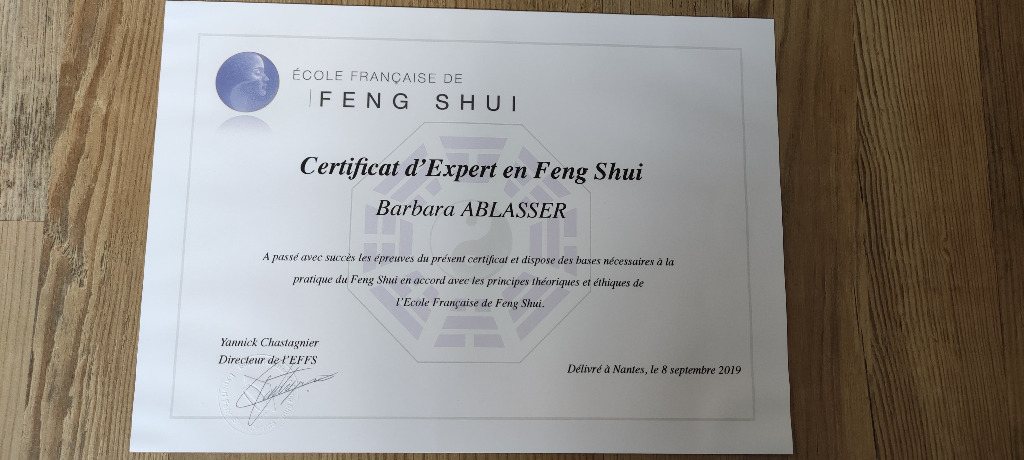 ÉCOLE FRANÇAISE DE
FENG SHUI
Certificat d'Expert en Feng Shui
Barbara ABLASSER
A passé avec succès les épreuves du présent certificat et dispose des bases nécessaires à la
pratique du Feng Shui en accord avec les principes théoriques et éthiques de
l'Ecole Française de Feng Shui.
Yannick Chastagnier
Directeur de l'EFFS
Délivré à Nantes, le 8 septembre 2019